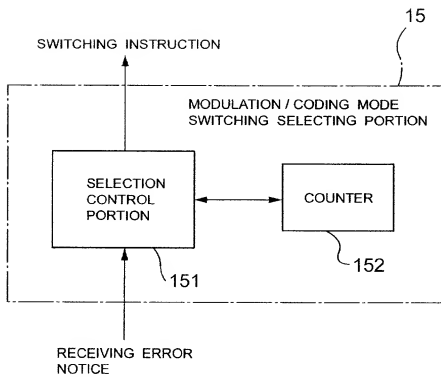 SWITCHING INSTRUCTION
15
MODULATION / CODING MODE
SWITCHING SELECTING PORTION
SELECTION
CONTROL
PORTION
COUNTER
151
152
RECEIVING ERROR
NOTICE